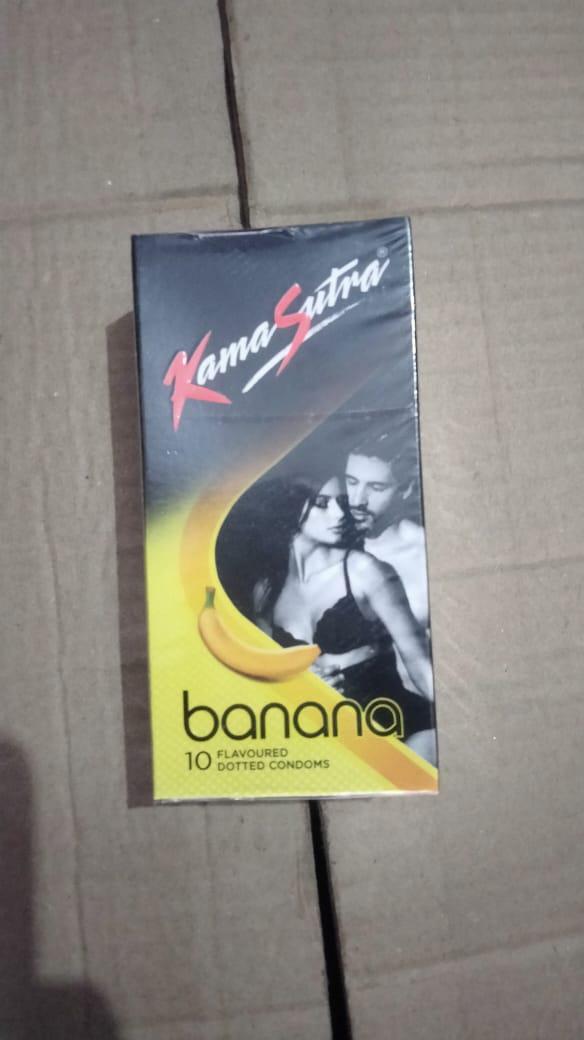 KamaSutra®
banana
10 FLAVOURED
DOTTED CONDOMS